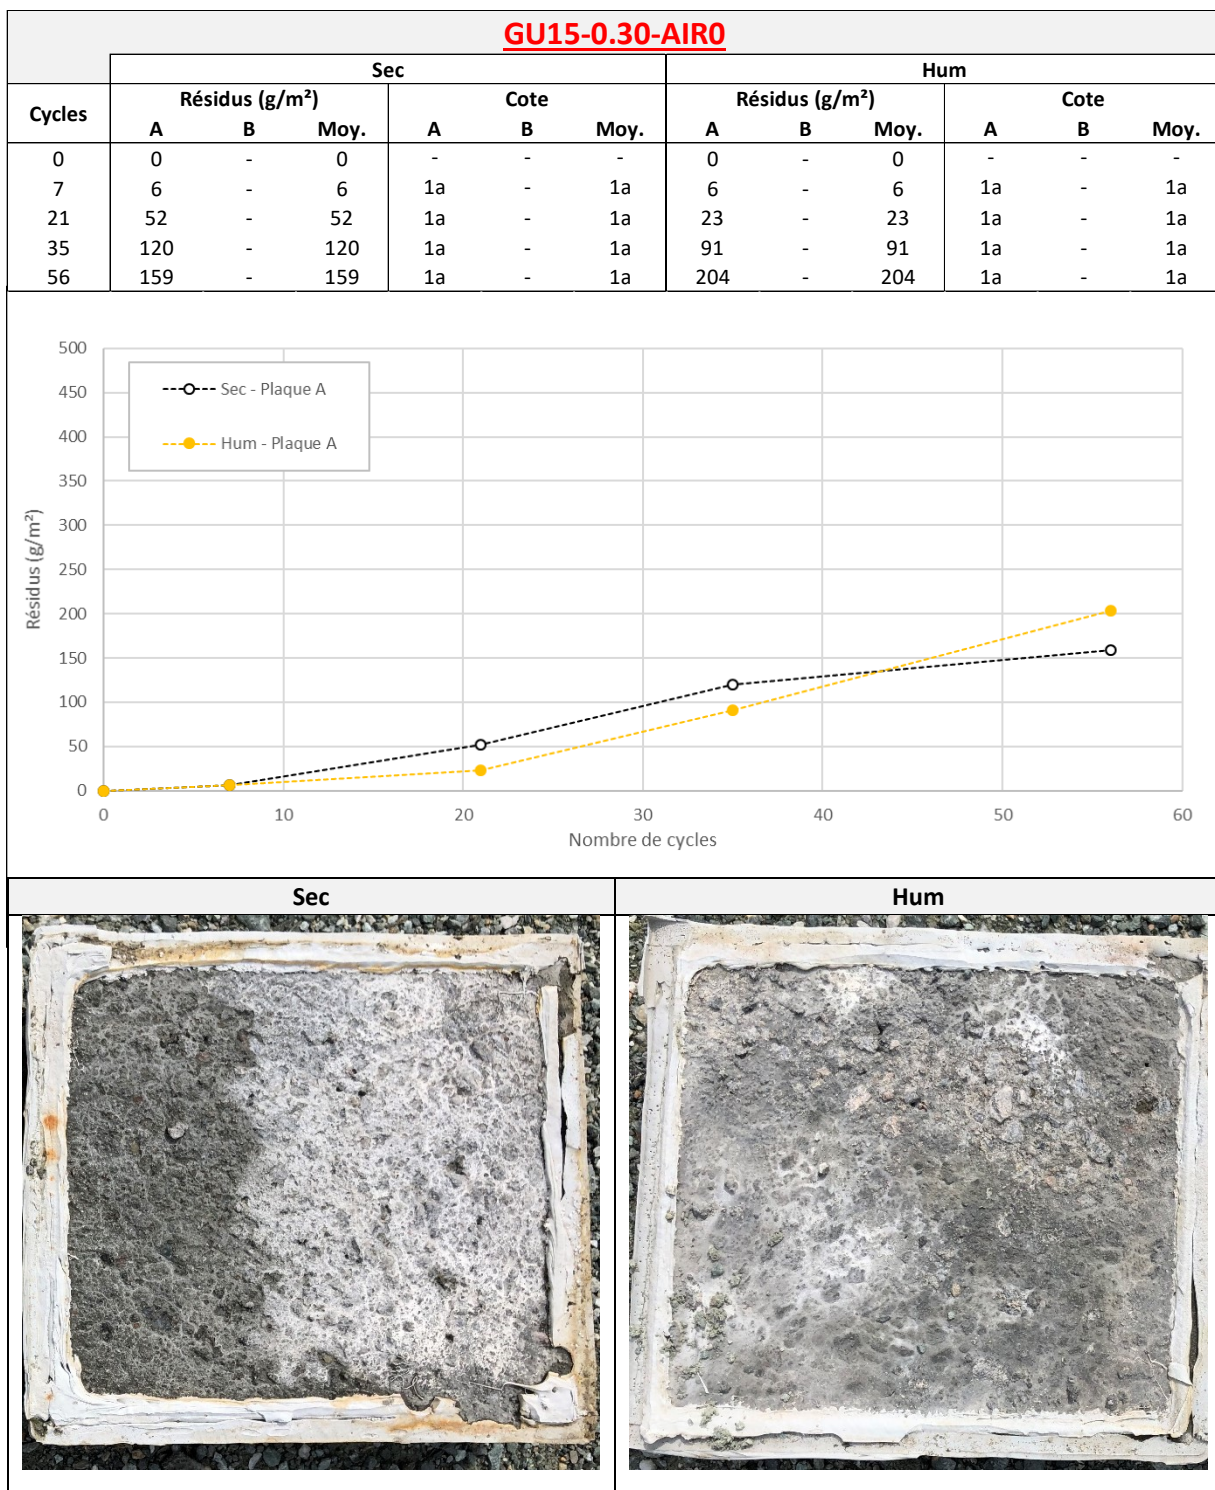 GU15-0.30-AIR0
Sec Hum
Cycles Résidus (g/m²) Cote Résidus (g/m²) Cote
A B Moy. A B Moy. A B Moy. A B Moy.
0 0 - 0 - - - 0 - 0 - - -
7 6 - 6 1a - 1a 6 - 6 1a - 1a
21 52 - 52 1a - 1a 23 - 23 1a - 1a
35 120 - 120 1a - 1a 91 - 91 1a - 1a
56 159 - 159 1a - 1a 204 - 204 1a - 1a
500
450
400
350
300
250
200
150
100
50
0
Résidus (g/m²)
Sec - Plaque A
Hum - Plaque A
0 10 20 30 40 50 60
Nombre de cycles
Sec Hum